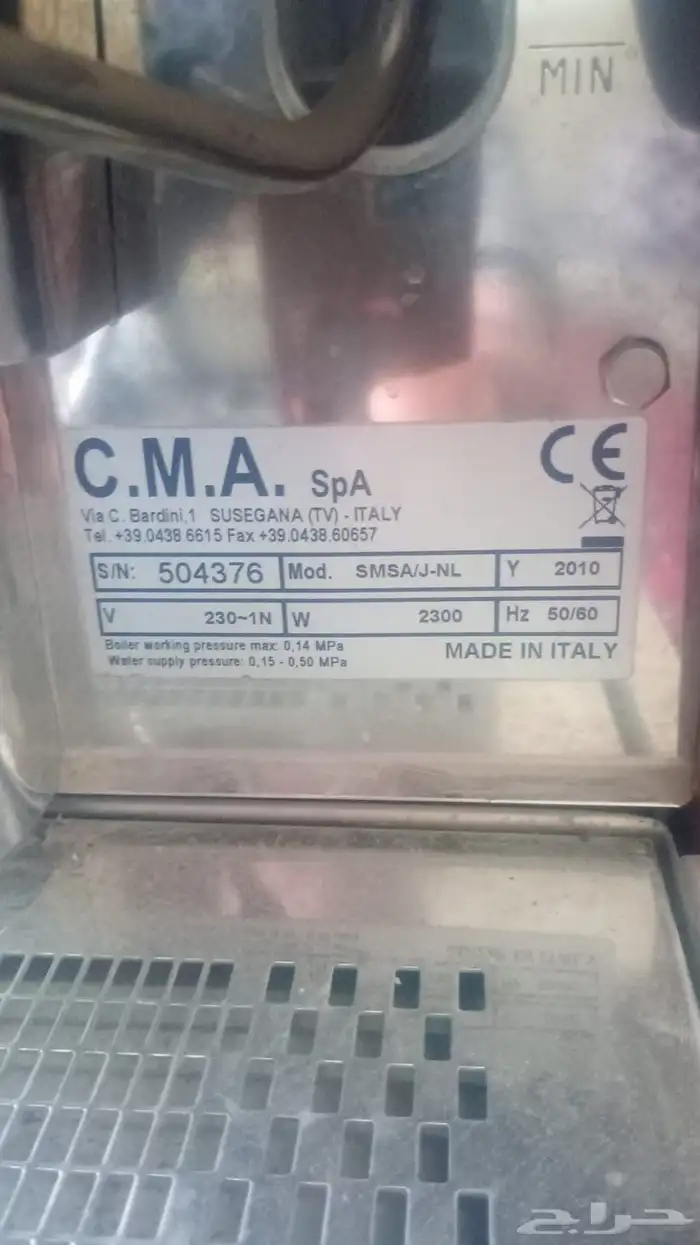 MIN
C.M.A. SpA
CE
Via C. Bardini,1 SUSEGANA (TV) - ITALY
Tel. +39.0438 6615 Fax +39.0438.60657
S/N: 504376 Mod. SMSA/J-NL Y 2010
V 230~1N W 2300 Hz 50/60
Boiler working pressure max: 0,14 MPa
Water supply pressure: 0,15 - 0,50 MPa
MADE IN ITALY
حراج